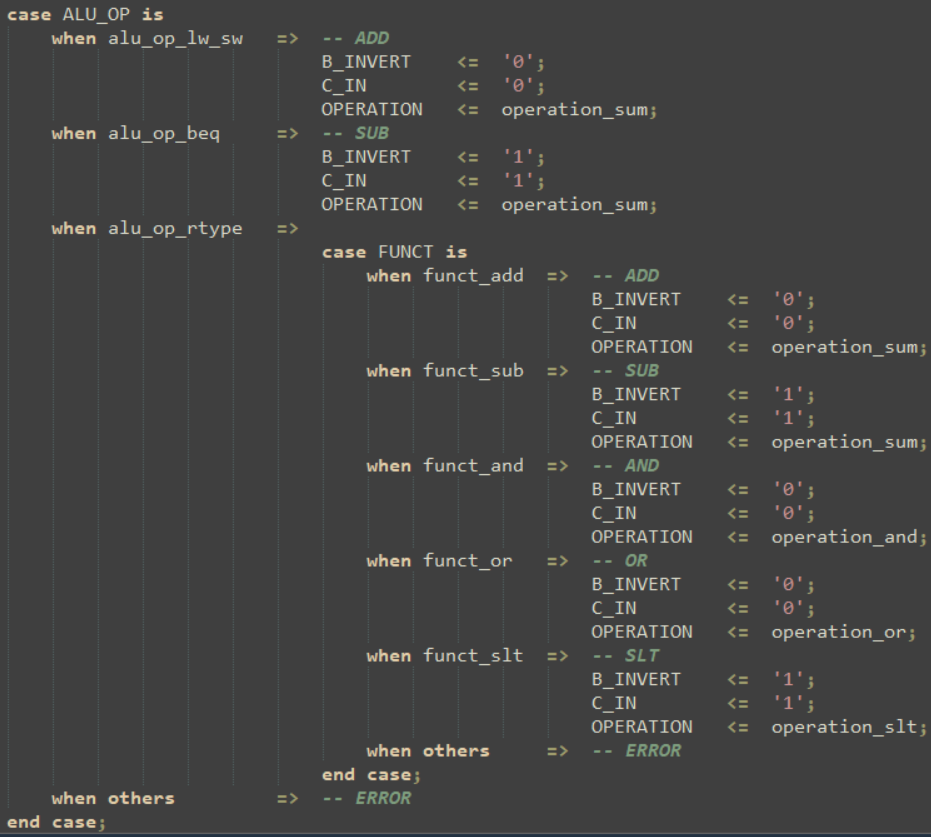 case ALU_OP is
    when alu_op_lw_sw   =>  -- ADD
                            B_INVERT    <=  '0';
                            C_IN        <=  '0';
                            OPERATION   <=  operation_sum;
    when alu_op_beq     =>  -- SUB
                            B_INVERT    <=  '1';
                            C_IN        <=  '1';
                            OPERATION   <=  operation_sum;
    when alu_op_rtype   =>
                            case FUNCT is
                                when funct_add  =>  -- ADD
                                                    B_INVERT    <=  '0';
                                                    C_IN        <=  '0';
                                                    OPERATION   <=  operation_sum;
                                when funct_sub  =>  -- SUB
                                                    B_INVERT    <=  '1';
                                                    C_IN        <=  '1';
                                                    OPERATION   <=  operation_sum;
                                when funct_and  =>  -- AND
                                                    B_INVERT    <=  '0';
                                                    C_IN        <=  '0';
                                                    OPERATION   <=  operation_and;
                                when funct_or   =>  -- OR
                                                    B_INVERT    <=  '0';
                                                    C_IN        <=  '0';
                                                    OPERATION   <=  operation_or;
                                when funct_slt  =>  -- SLT
                                                    B_INVERT    <=  '1';
                                                    C_IN        <=  '1';
                                                    OPERATION   <=  operation_slt;
                                when others     =>  -- ERROR
                            end case;
    when others         =>  -- ERROR
end case;